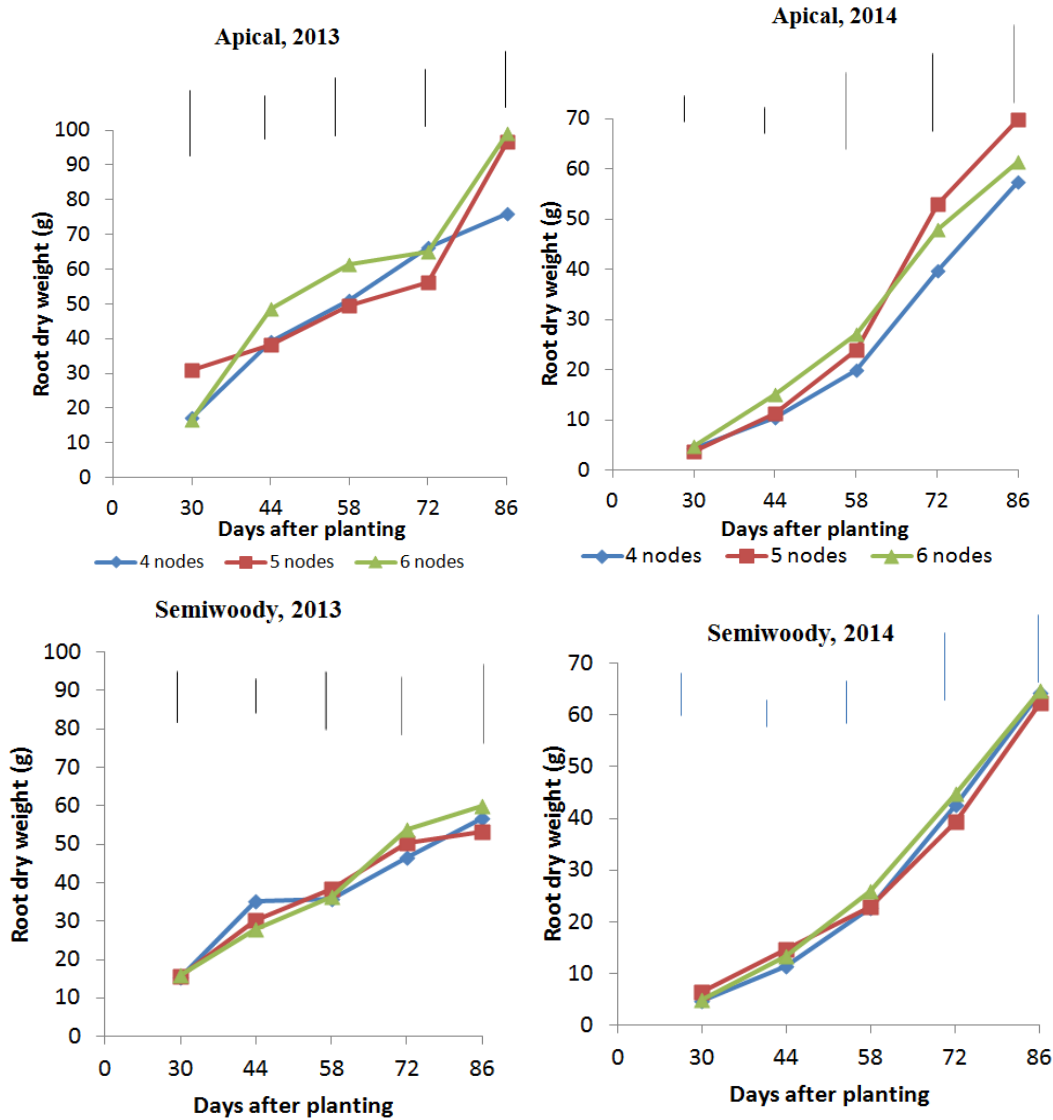 Apical, 2013
Root dry weight (g)
100
90
80
70
60
50
40
30
20
10
0
0 30 44 58 72 86
Days after planting
4 nodes 5 nodes 6 nodes
Apical, 2014
Root dry weight (g)
70
60
50
40
30
20
10
0
0 30 44 58 72 86
Days after planting
4 nodes 5 nodes 6 nodes
Semiwoody, 2013
Root dry weight (g)
100
90
80
70
60
50
40
30
20
10
0
0 30 44 58 72 86
Days after planting
Semiwoody, 2014
Root dry weight (g)
70
60
50
40
30
20
10
0
0 30 44 58 72 86
Days after planting